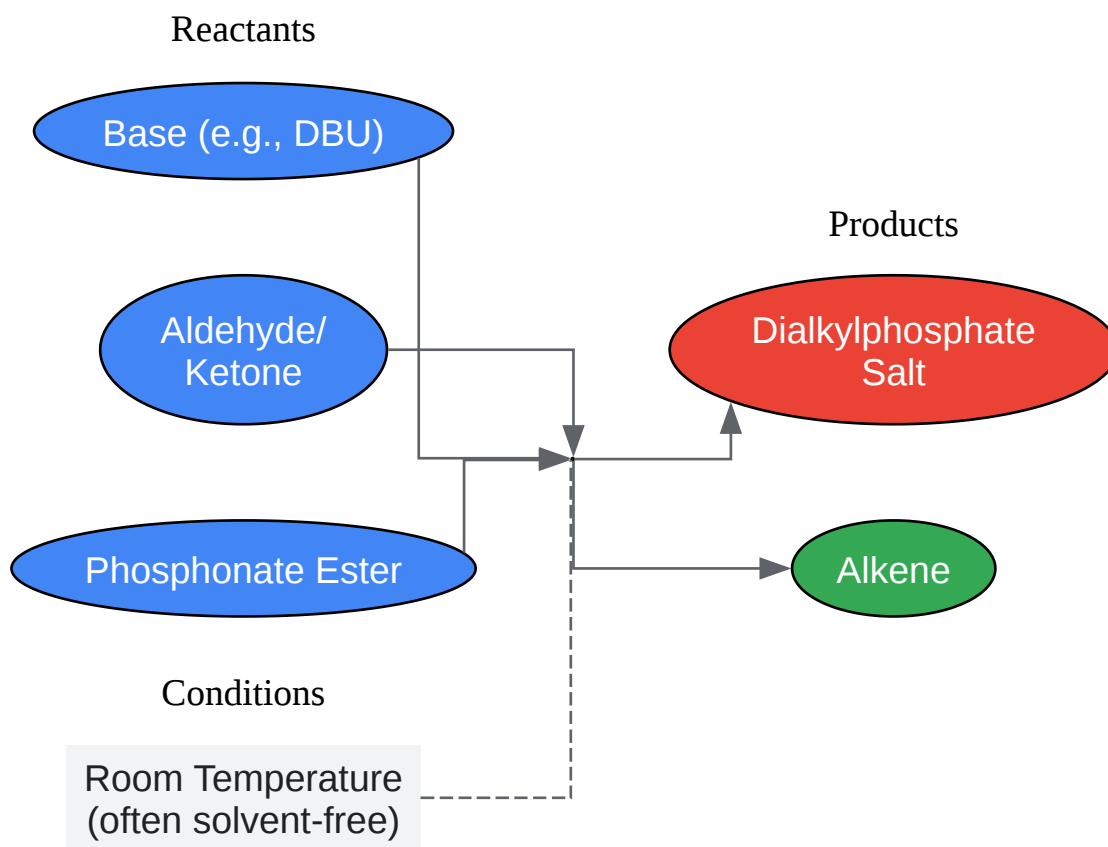 Reactants
Base (e.g., DBU)
Aldehyde/
Ketone
Phosphonate Ester
Conditions
Room Temperature
(often solvent-free)
Products
Dialkylphosphate
Salt
Alkene